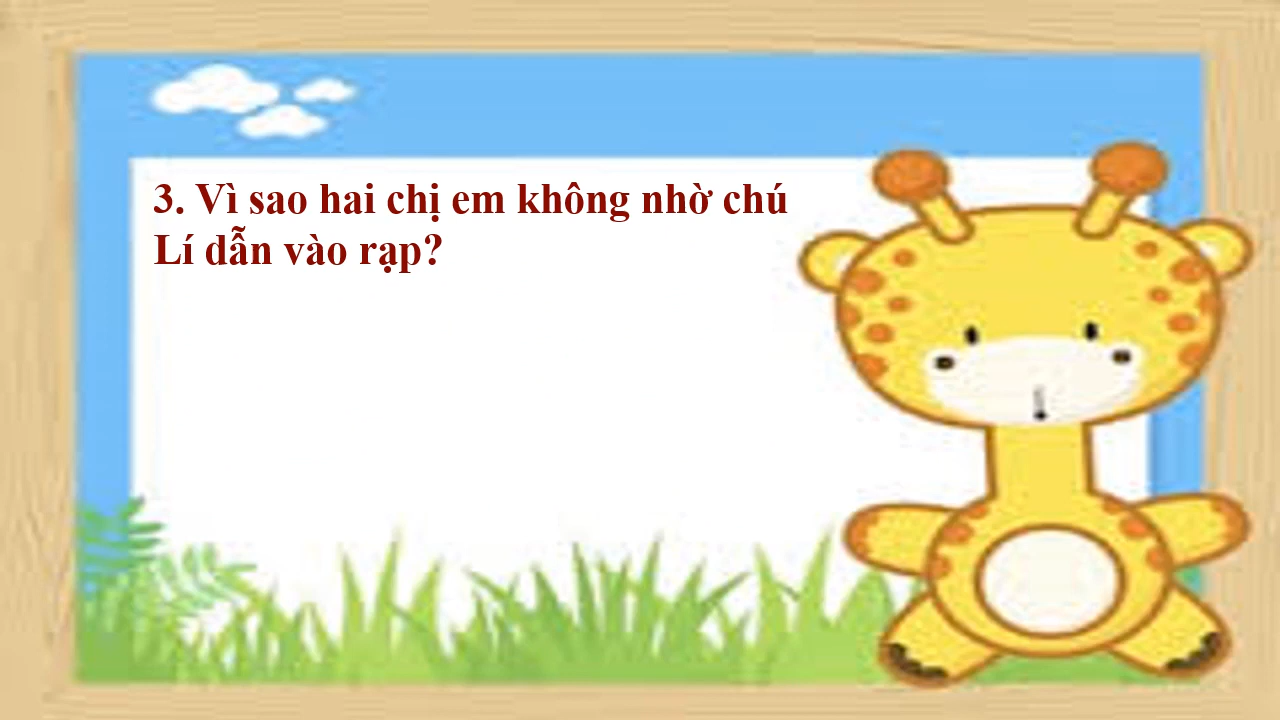 3. Vì sao hai chị em không nhờ chú
Lí dẫn vào rạp?